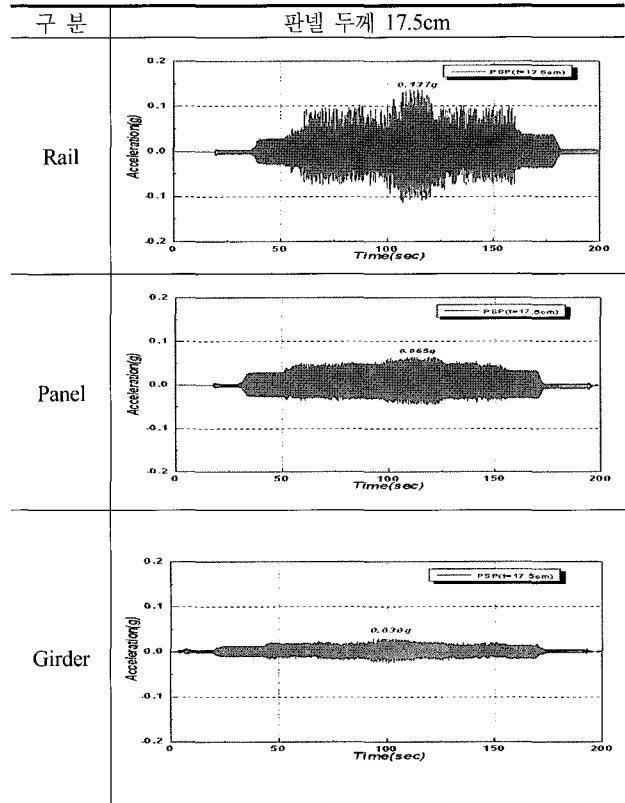 구 분 판넬 두께 17.5cm
Rail
0.2
PSP(t=17.5cm)
0.137g
0.1
Acceleration(g)
0.0
-0.1
-0.2
0 50 100 150 200
Time(sec)
Panel
0.2
PSP(t=17.5cm)
0.1
0.065g
Acceleration(g)
0.0
-0.1
-0.2
0 50 100 150 200
Time(sec)
Girder
0.2
PSP(t=17.5cm)
0.1
0.030g
Acceleration(g)
0.0
-0.1
-0.2
0 50 100 150 200
Time(sec)